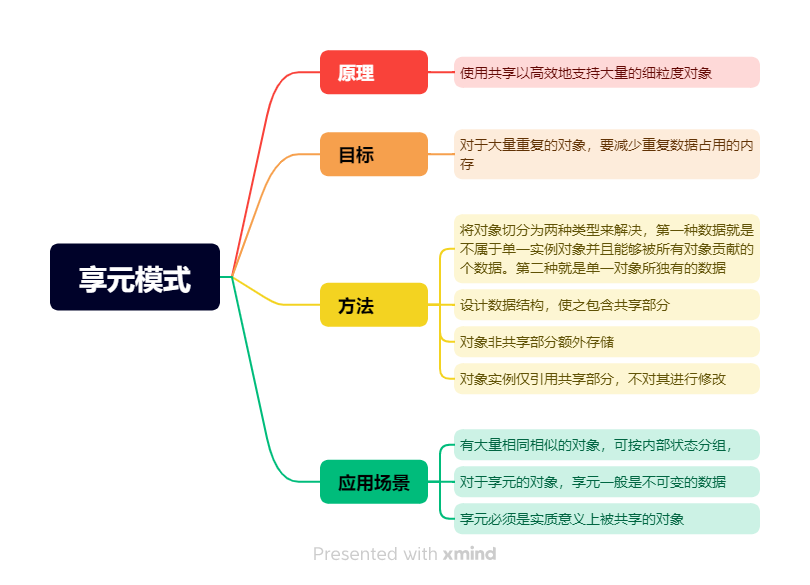 享元模式
原理
使用共享以高效地支持大量的细粒度对象
目标
对于大量重复的对象，要减少重复数据占用的内
存
方法
将对象切分为两种类型来解决，第一种数据就是
不属于单一实例对象并且能够被所有对象贡献的
个数据。第二种就是单一对象所独有的数据
设计数据结构，使之包含共享部分
对象非共享部分额外存储
对象实例仅引用共享部分，不对其进行修改
应用场景
有大量相同相似的对象，可按内部状态分组，
对于享元的对象，享元一般是不可变的数据
享元必须是实质意义上被共享的对象
Presented with xmind